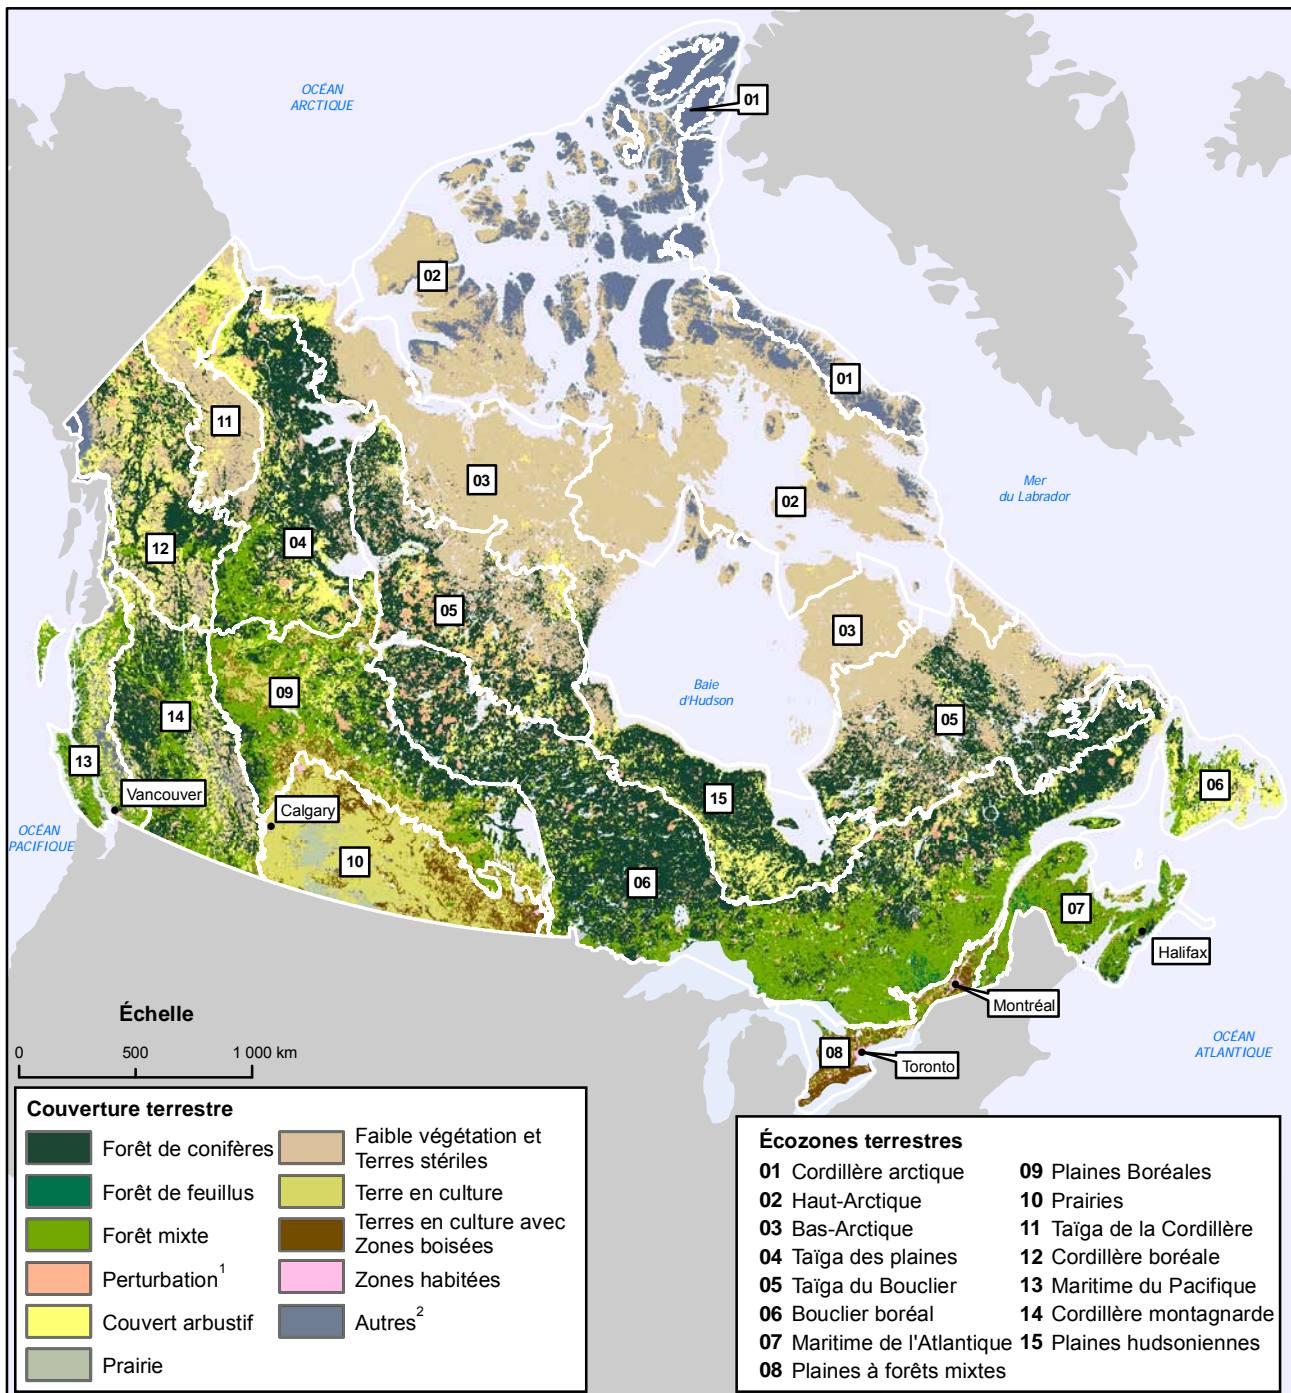 OCÉAN
ARCTIQUE
01
02
01
11
03
02
Mer
du Labrador
12
04
05
03
09
Baie
d'Hudson
14
05
13
15
06
Vancouver
Calgary
OCÉAN
PACIFIQUE
10
06
07
Halifax
Montréal
08
Toronto
OCÉAN
ATLANTIQUE
Échelle
0 500 1 000 km
Couverture terrestre
Forêt de conifères
Forêt de feuillus
Forêt mixte
Perturbation1
Couvert arbustif
Prairie
Faible végétation et
Terres stériles
Terre en culture
Terres en culture avec
Zones boisées
Zones habitées
Autres2
Écozones terrestres
01 Cordillère arctique
02 Haut-Arctique
03 Bas-Arctique
04 Taïga des plaines
05 Taïga du Bouclier
06 Bouclier boréal
07 Maritime de l'Atlantique
08 Plaines à forêts mixtes
09 Plaines Boréales
10 Prairies
11 Taïga de la Cordillère
12 Cordillère boréale
13 Maritime du Pacifique
14 Cordillère montagnarde
15 Plaines hudsoniennes